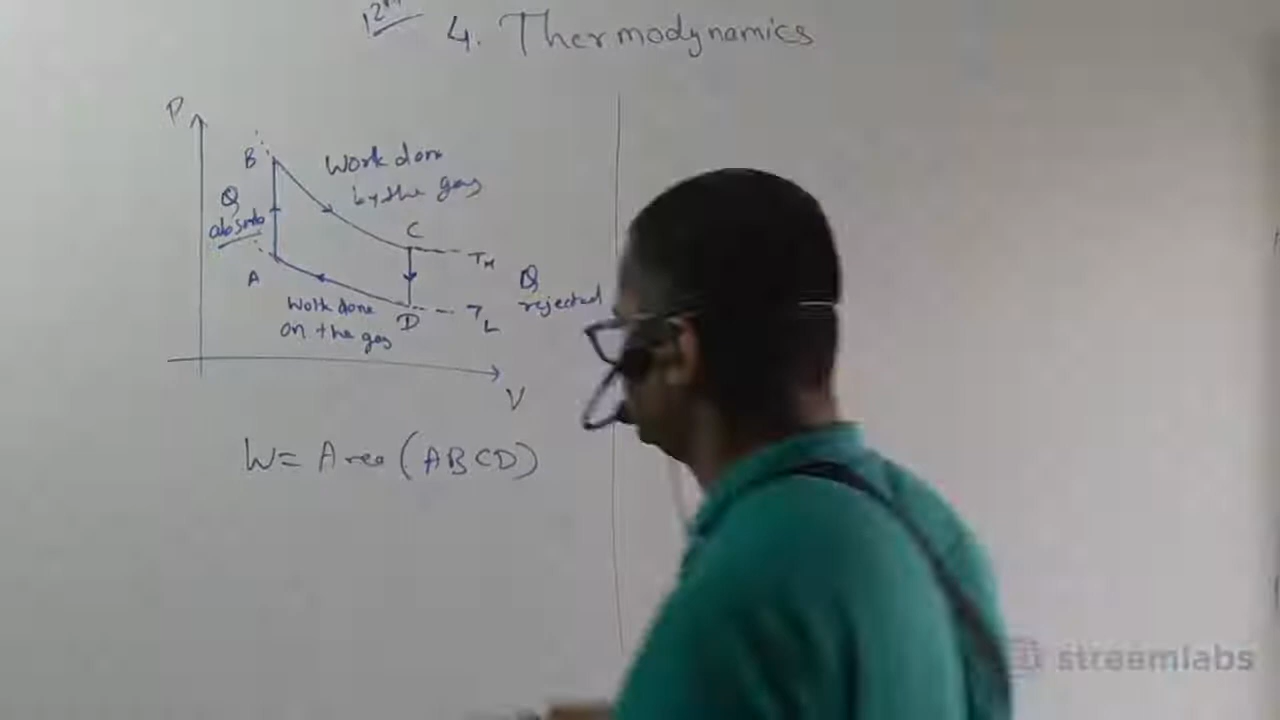 12th
4. Thermodynamics
P
B
Work done
by the gas
Q
absorb
C
A
TH
Q
rejected
Work done
on the gas
D
TL
V
W = Area (ABCD)
streamlabs